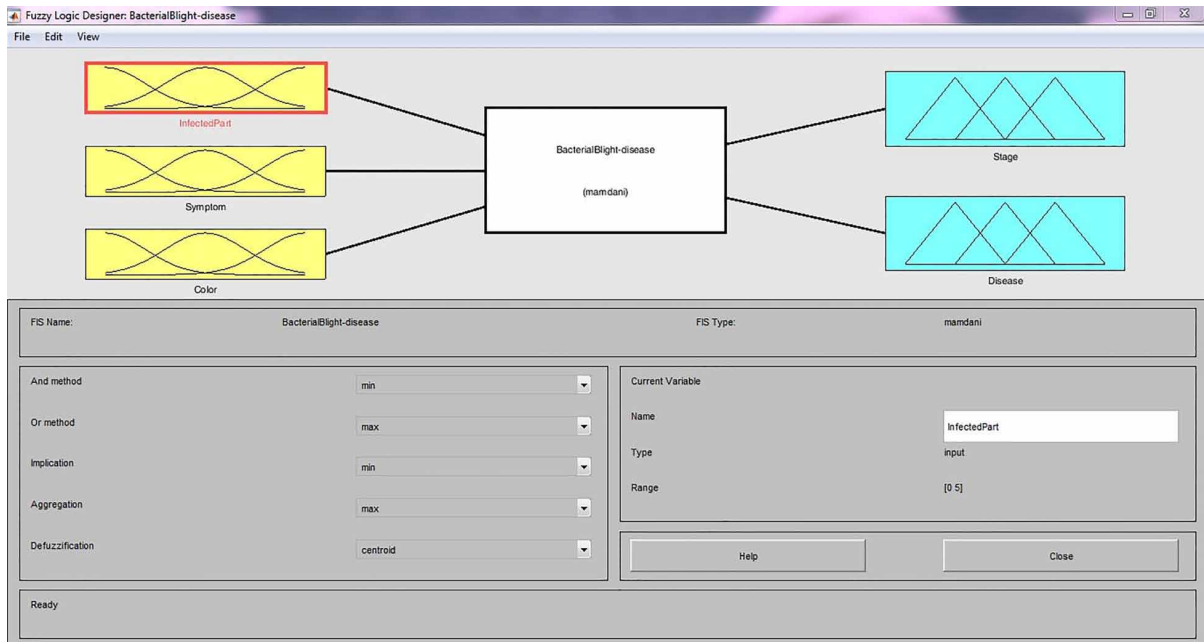 Fuzzy Logic Designer: BacterialBlight-disease
File Edit View
InfectedPart
Symptom
Color
BacterialBlight-disease
(mamdani)
Stage
Disease
FIS Name: BacterialBlight-disease FIS Type: mamdani
And method min
Or method max
Implication min
Aggregation max
Defuzzification centroid
Current Variable
Name InfectedPart
Type input
Range [0 5]
Help Close
Ready